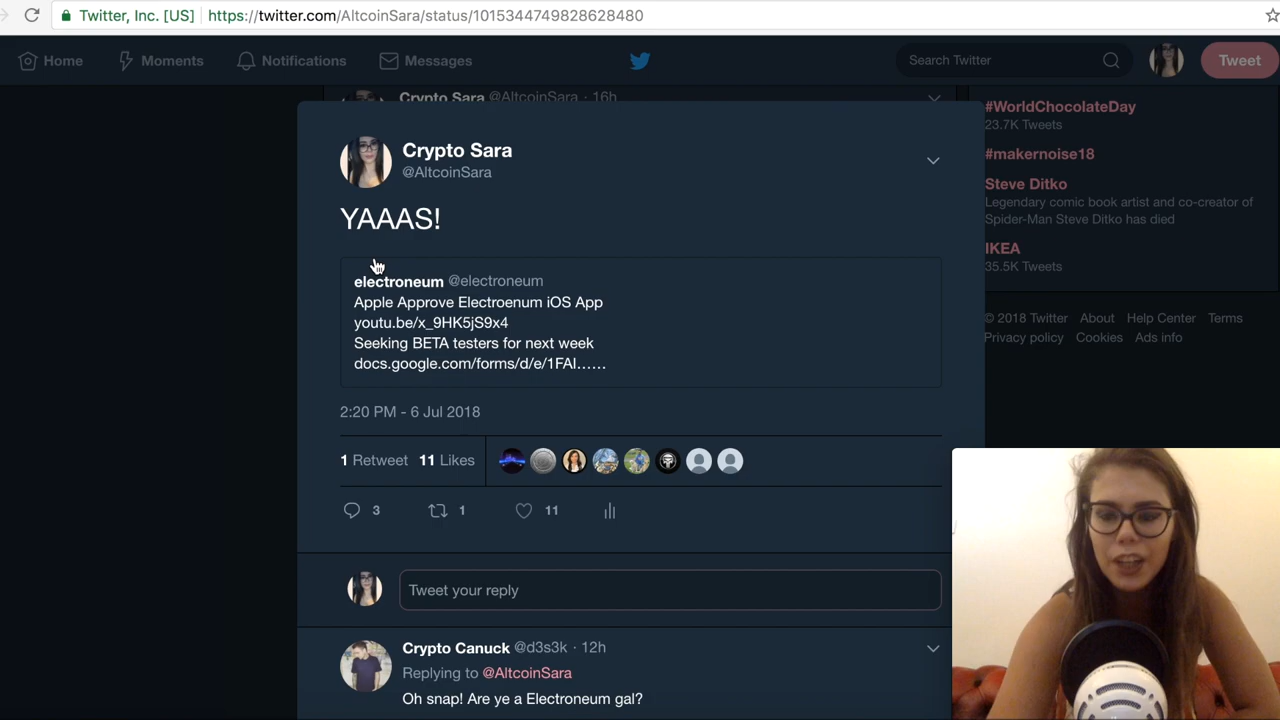 Twitter, Inc. [US]
https://twitter.com/AltcoinSara/status/1015344749828628480
Home
Moments
Notifications
Messages
Search Twitter
Tweet
Crypto Sara @AltcoinSara · 16h
Crypto Sara
@AltcoinSara
YAAAS!
electroneum @electroneum
Apple Approve Electroenum iOS App
youtu.be/x_9HK5jS9x4
Seeking BETA testers for next week
docs.google.com/forms/d/e/1FAI……
2:20 PM - 6 Jul 2018
1 Retweet 11 Likes
3 1 11
Tweet your reply
Crypto Canuck @d3s3k · 12h
Replying to @AltcoinSara
Oh snap! Are ye a Electroneum gal?
#WorldChocolateDay
23.7K Tweets
#makernoise18
Steve Ditko
Legendary comic book artist and co-creator of
Spider-Man Steve Ditko has died
IKEA
35.5K Tweets
© 2018 Twitter About Help Center Terms
Privacy policy Cookies Ads info